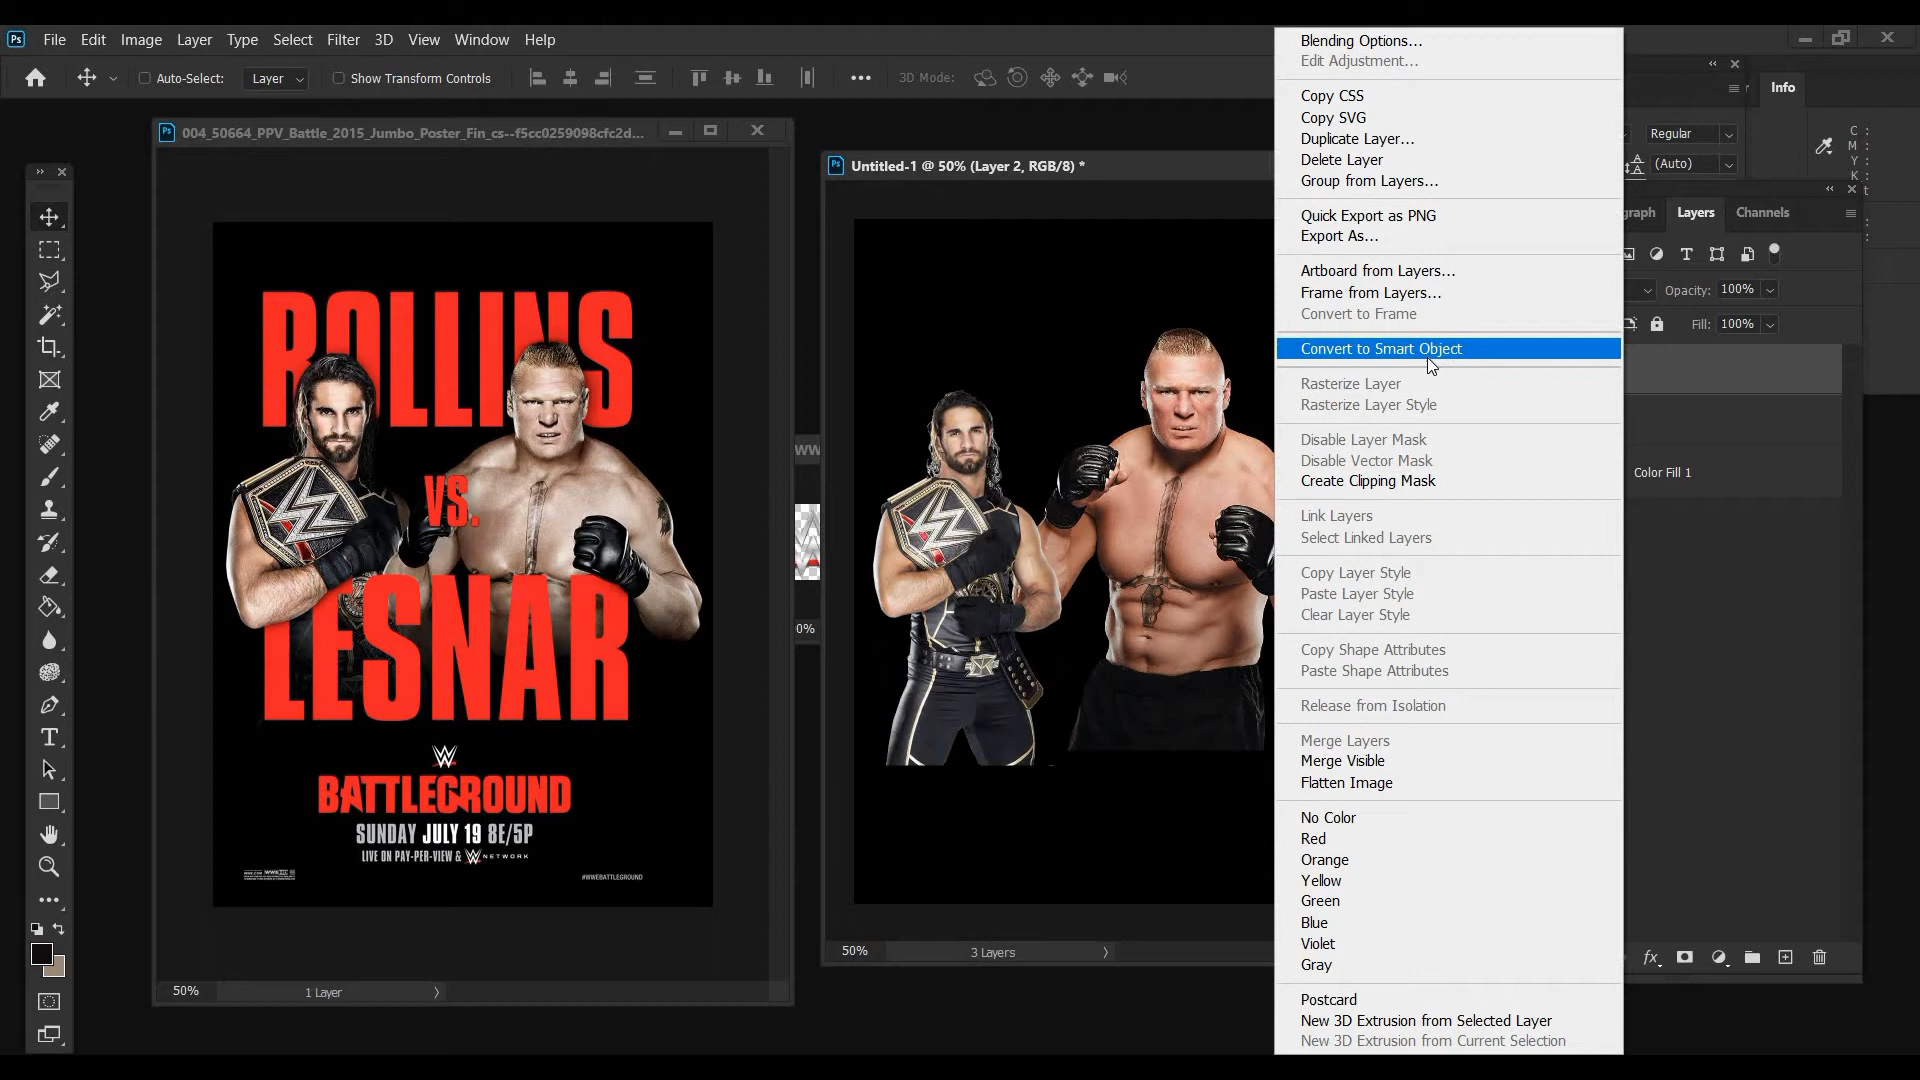 Ps File Edit Image Layer Type Select Filter 3D View Window Help
Auto-Select: Layer Show Transform Controls 3D Mode:
004_50664_PPV_Battle_2015_Jumbo_Poster_Fin_cs--f5cc0259098cfc2d...
ROLLINS
VS.
LESNAR
BATTLEGROUND
SUNDAY JULY 19 8E/5P
LIVE ON PAY-PER-VIEW & W NETWORK
#WWEBATTLEGROUND
50% 1 Layer
0%
Untitled-1 @ 50% (Layer 2, RGB/8) *
50% 3 Layers
Blending Options...
Edit Adjustment...
Copy CSS
Copy SVG
Duplicate Layer...
Delete Layer
Group from Layers...
Quick Export as PNG
Export As...
Artboard from Layers...
Frame from Layers...
Convert to Frame
Convert to Smart Object
Rasterize Layer
Rasterize Layer Style
Disable Layer Mask
Disable Vector Mask
Create Clipping Mask
Link Layers
Select Linked Layers
Copy Layer Style
Paste Layer Style
Clear Layer Style
Copy Shape Attributes
Paste Shape Attributes
Release from Isolation
Merge Layers
Merge Visible
Flatten Image
No Color
Red
Orange
Yellow
Green
Blue
Violet
Gray
Postcard
New 3D Extrusion from Selected Layer
New 3D Extrusion from Current Selection
Info
Regular
(Auto)
C :
M :
Y :
K :
graph Layers Channels
Opacity: 100%
Fill: 100%
Color Fill 1
fx